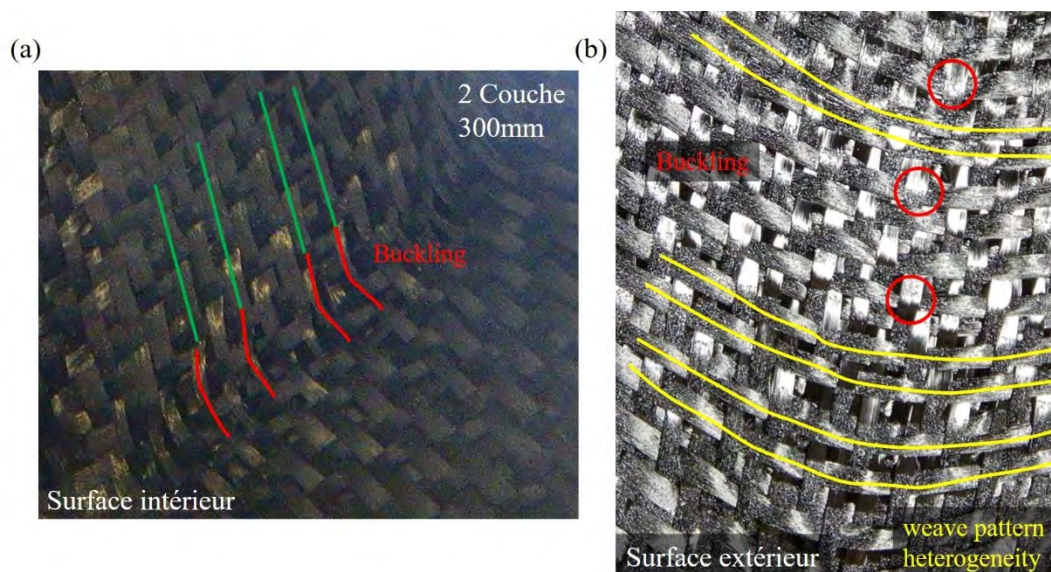 (a)
2 Couche
300mm
Buckling
Surface intérieur
(b)
Buckling
weave pattern
heterogeneity
Surface extérieur